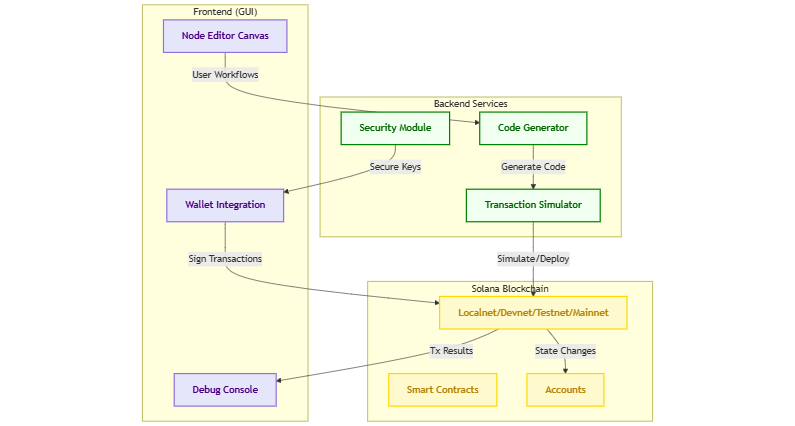 Frontend (GUI)
Node Editor Canvas
User Workflows
Backend Services
Security Module
Code Generator
Secure Keys
Generate Code
Wallet Integration
Transaction Simulator
Sign Transactions
Simulate/Deploy
Solana Blockchain
Localnet/Devnet/Testnet/Mainnet
Tx Results
State Changes
Debug Console
Smart Contracts
Accounts